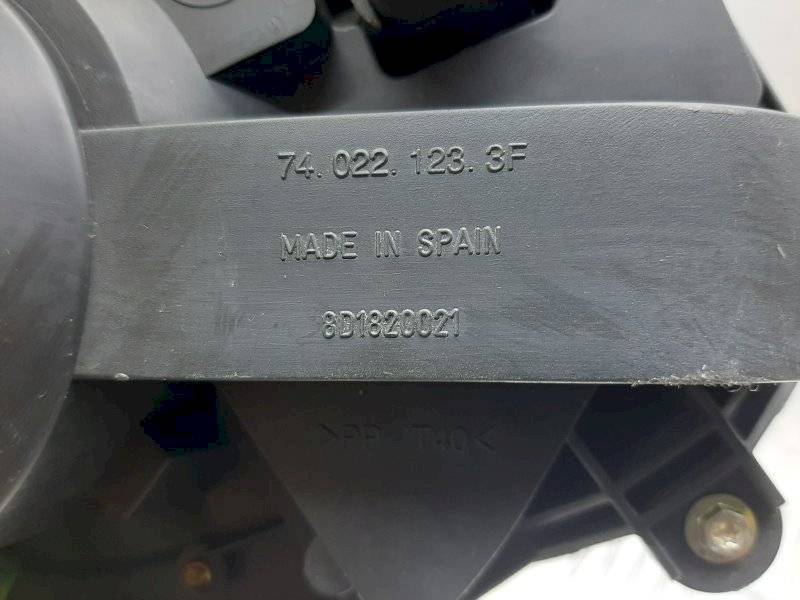 74. 022. 123. 3F
MADE IN SPAIN
8D1820021
>PP T40<